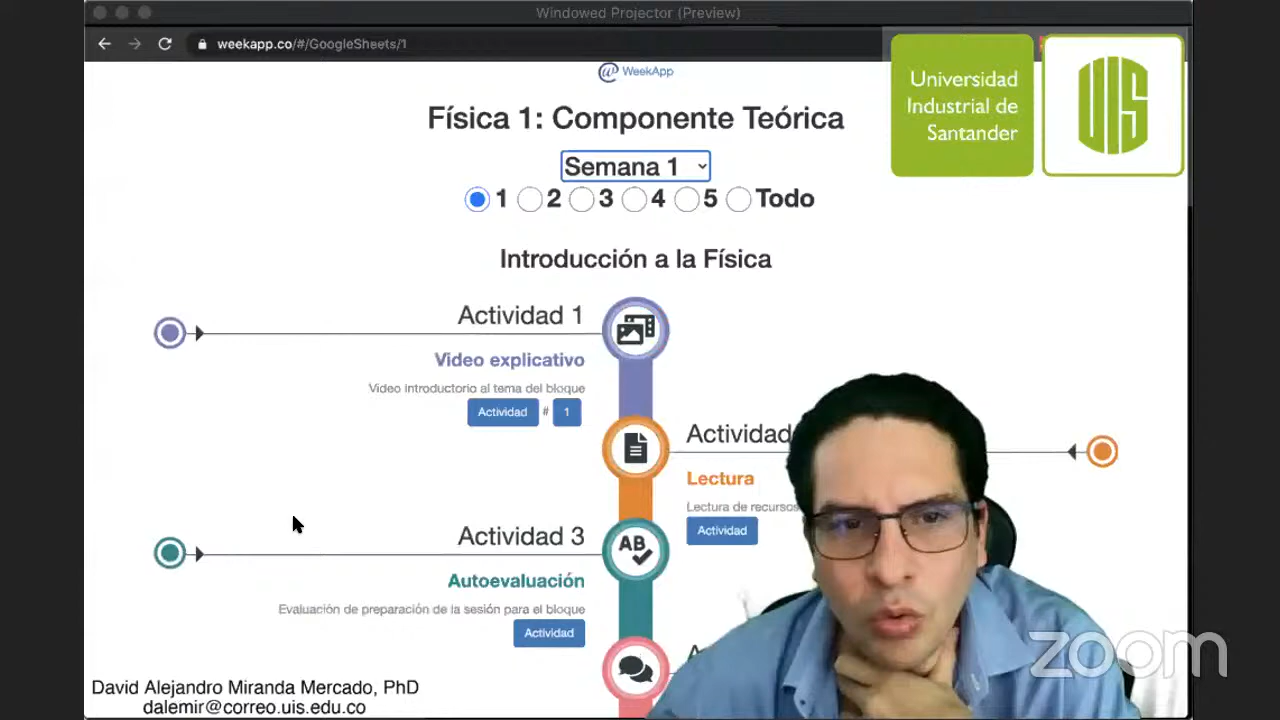 Windowed Projector (Preview)
weekapp.co/#/GoogleSheets/1
WeekApp
Universidad
Industrial de
Santander
UIS
Física 1: Componente Teórica
Semana 1
1 2 3 4 5 Todo
Introducción a la Física
Actividad 1
Video explicativo
Video introductorio al tema del bloque
Actividad # 1
Actividad
Lectura
Lectura de recursos
Actividad
AB
Actividad 3
Autoevaluación
Evaluación de preparación de la sesión para el bloque
Actividad
David Alejandro Miranda Mercado, PhD
dalemir@correo.uis.edu.co
zoom